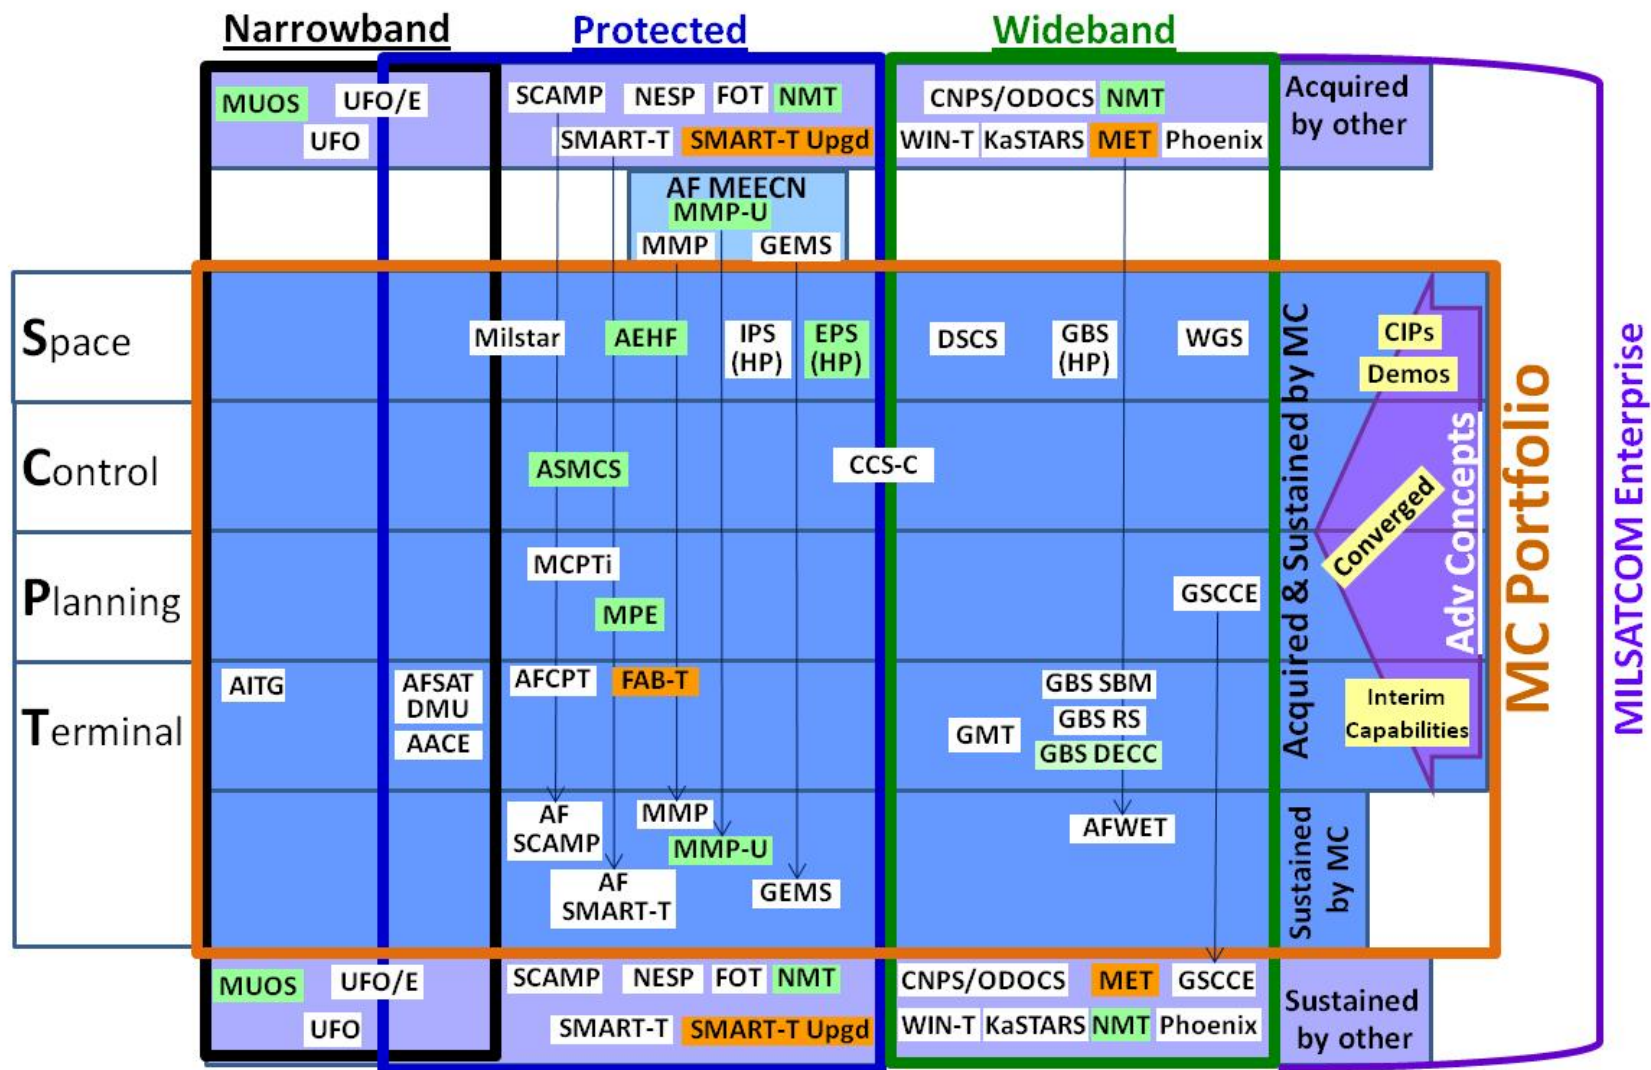 Narrowband Protected Wideband
MUOS UFO/E SCAMP NESP FOT NMT CNPS/ODOCS NMT Acquired
UFO SMART-T SMART-T Upgd WIN-T KaSTARS MET Phoenix by other
AF MEECN
MMP-U
MMP GEMS
Space
Milstar AEHF IPS EPS DSCS GBS WGS CIPs
(HP) (HP) (HP) Demos
Control
ASMCS CCS-C
Converged
Planning
MCPTi
MPE GSCCE
Terminal
AITG AFSAT AFCPT FAB-T GBS SBM Interim
DMU GMT GBS RS Capabilities
AACE GBS DECC
Acquired & Sustained by MC
Adv Concepts
MC Portfolio
MILSATCOM Enterprise
AF MMP AFWET
SCAMP MMP-U
AF GEMS
SMART-T
Sustained
by MC
MUOS UFO/E SCAMP NESP FOT NMT CNPS/ODOCS MET GSCCE Sustained
UFO SMART-T SMART-T Upgd WIN-T KaSTARS NMT Phoenix by other